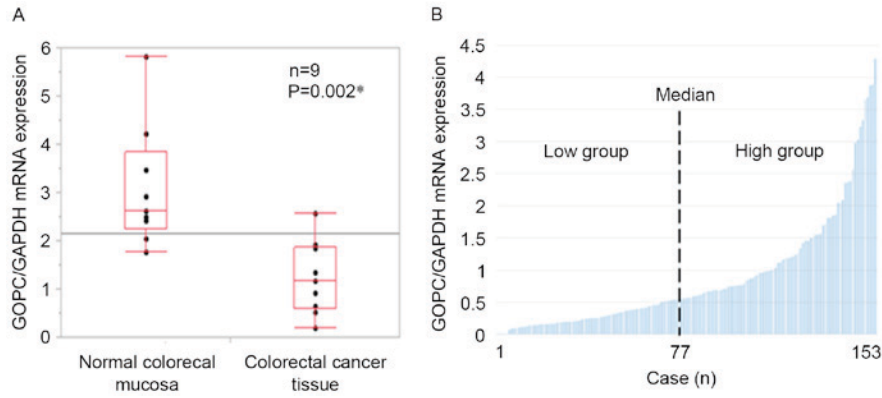 A
GOPC/GAPDH mRNA expression
6
5
4
3
2
1
0
n=9
P=0.002*
Normal colorecal
mucosa
Colorectal cancer
tissue
B
GOPC/GAPDH mRNA expression
4.5
4
3.5
3
2.5
2
1.5
1
0.5
0
Median
Low group
High group
1
77
153
Case (n)